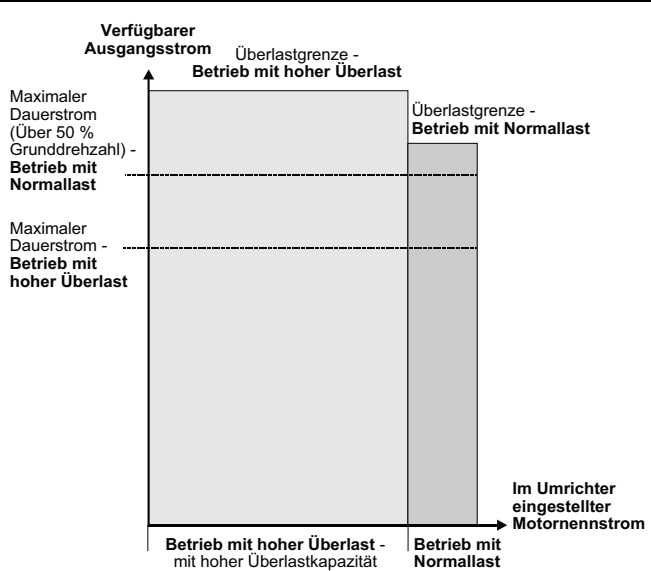 Verfügbarer
Ausgangsstrom
Überlastgrenze -
Betrieb mit hoher Überlast
Maximaler
Dauerstrom
(Über 50 %
Grunddrehzahl) -
Betrieb mit
Normallast
Überlastgrenze -
Betrieb mit Normallast
Maximaler
Dauerstrom -
Betrieb mit
hoher Überlast
Im Umrichter
eingestellter
Motornennstrom
Betrieb mit hoher Überlast -
mit hoher Überlastkapazität
Betrieb mit
Normallast